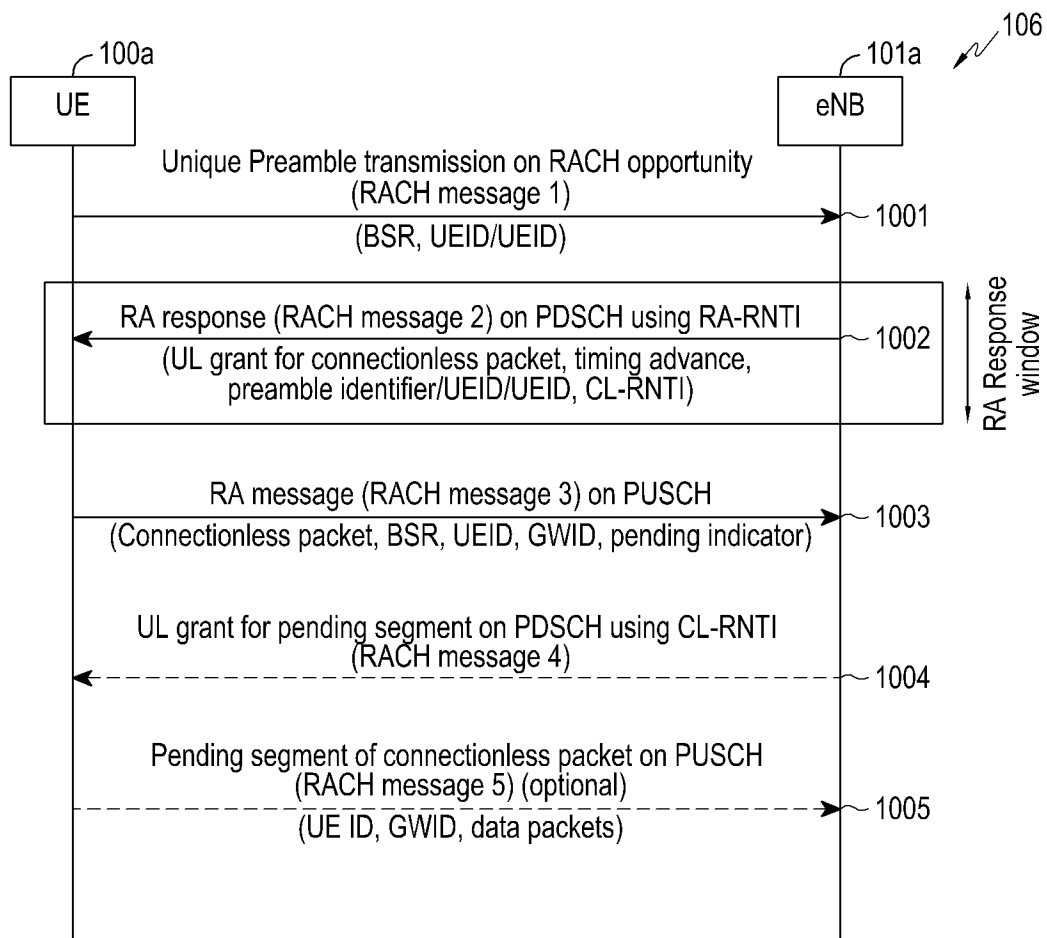 106
100a
101a
UE
eNB
Unique Preamble transmission on RACH opportunity
(RACH message 1)
1001
(BSR, UEID/UEID)
RA response (RACH message 2) on PDSCH using RA-RNTI
1002
(UL grant for connectionless packet, timing advance,
preamble identifier/UEID/UEID, CL-RNTI)
RA Response
window
RA message (RACH message 3) on PUSCH
1003
(Connectionless packet, BSR, UEID, GWID, pending indicator)
UL grant for pending segment on PDSCH using CL-RNTI
(RACH message 4)
1004
Pending segment of connectionless packet on PUSCH
(RACH message 5) (optional)
1005
(UE ID, GWID, data packets)